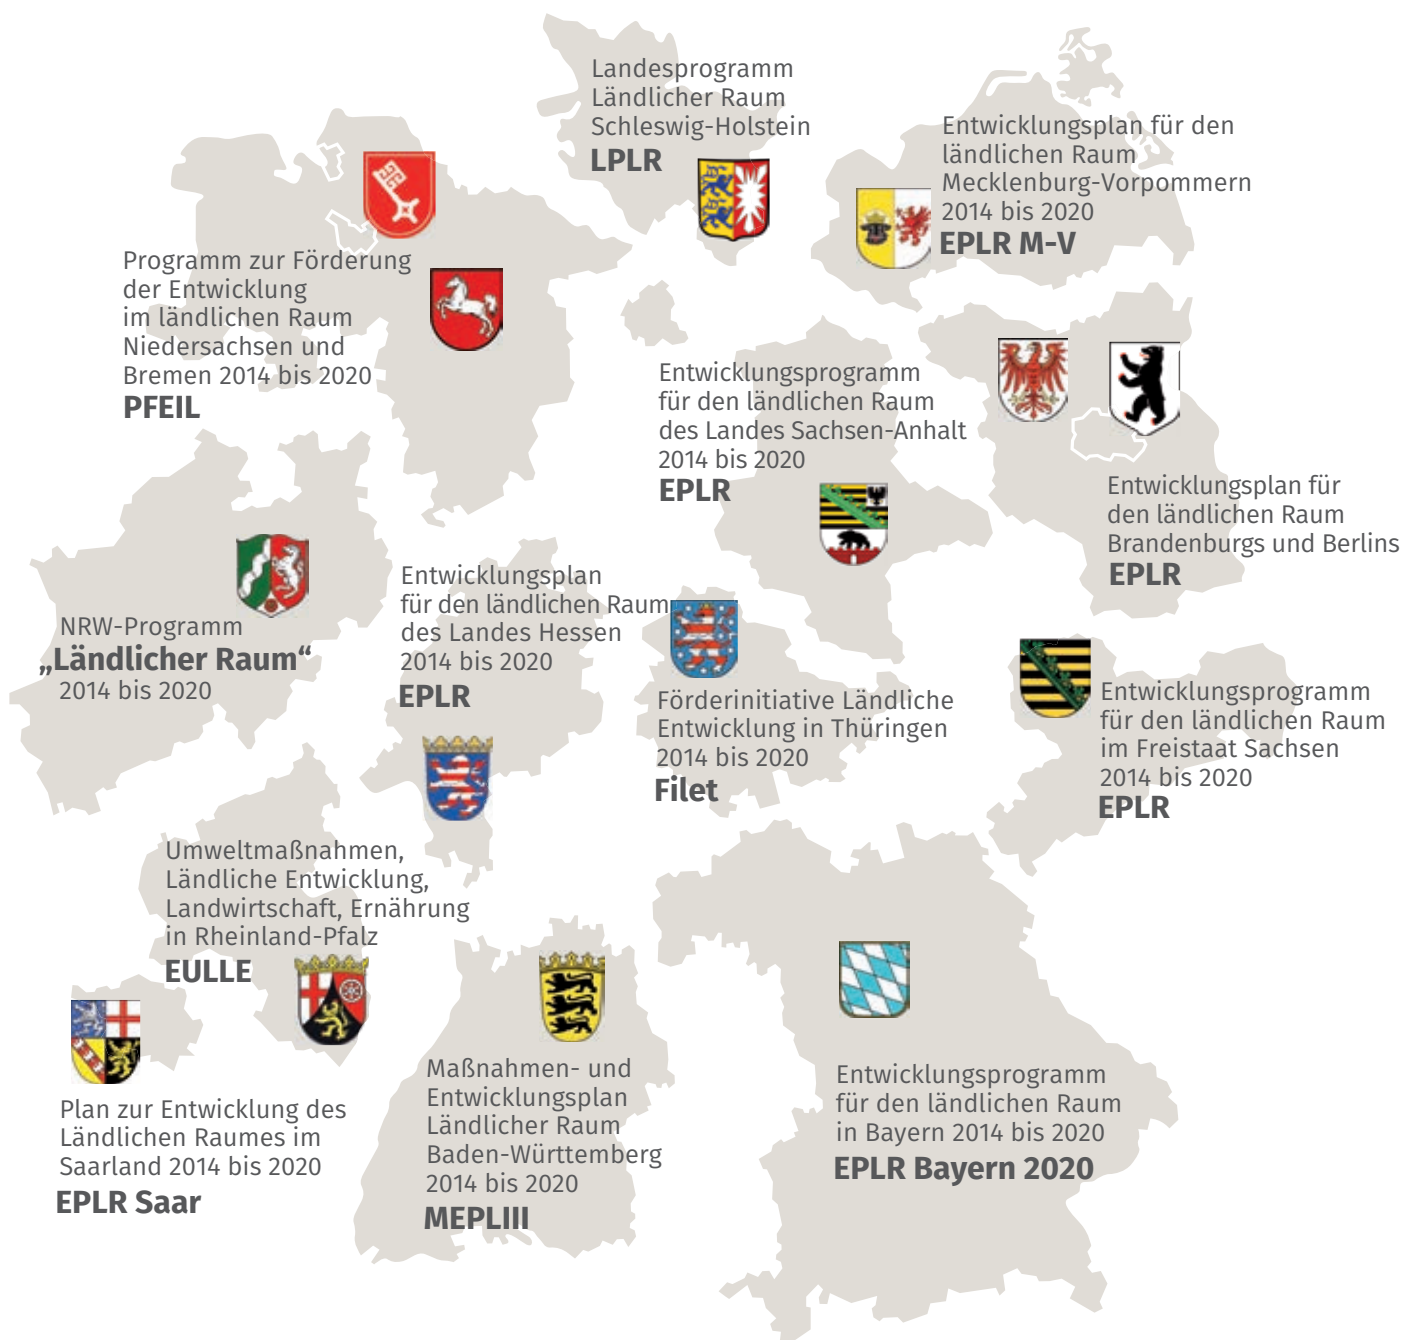 Landesprogramm
Ländlicher Raum
Schleswig-Holstein
LPLR
Entwicklungsplan für den
ländlichen Raum
Mecklenburg-Vorpommern
2014 bis 2020
EPLR M-V
Programm zur Förderung
der Entwicklung
im ländlichen Raum
Niedersachsen und
Bremen 2014 bis 2020
PFEIL
Entwicklungsprogramm
für den ländlichen Raum
des Landes Sachsen-Anhalt
2014 bis 2020
EPLR
Entwicklungsplan für
den ländlichen Raum
Brandenburgs und Berlins
EPLR
NRW-Programm
„Ländlicher Raum“
2014 bis 2020
Entwicklungsplan
für den ländlichen Raum
des Landes Hessen
2014 bis 2020
EPLR
Förderinitiative Ländliche
Entwicklung in Thüringen
2014 bis 2020
Filet
Entwicklungsprogramm
für den ländlichen Raum
im Freistaat Sachsen
2014 bis 2020
EPLR
Umweltmaßnahmen,
Ländliche Entwicklung,
Landwirtschaft, Ernährung
in Rheinland-Pfalz
EULLE
Plan zur Entwicklung des
Ländlichen Raumes im
Saarland 2014 bis 2020
EPLR Saar
Maßnahmen- und
Entwicklungsplan
Ländlicher Raum
Baden-Württemberg
2014 bis 2020
MEPLIII
Entwicklungsprogramm
für den ländlichen Raum
in Bayern 2014 bis 2020
EPLR Bayern 2020